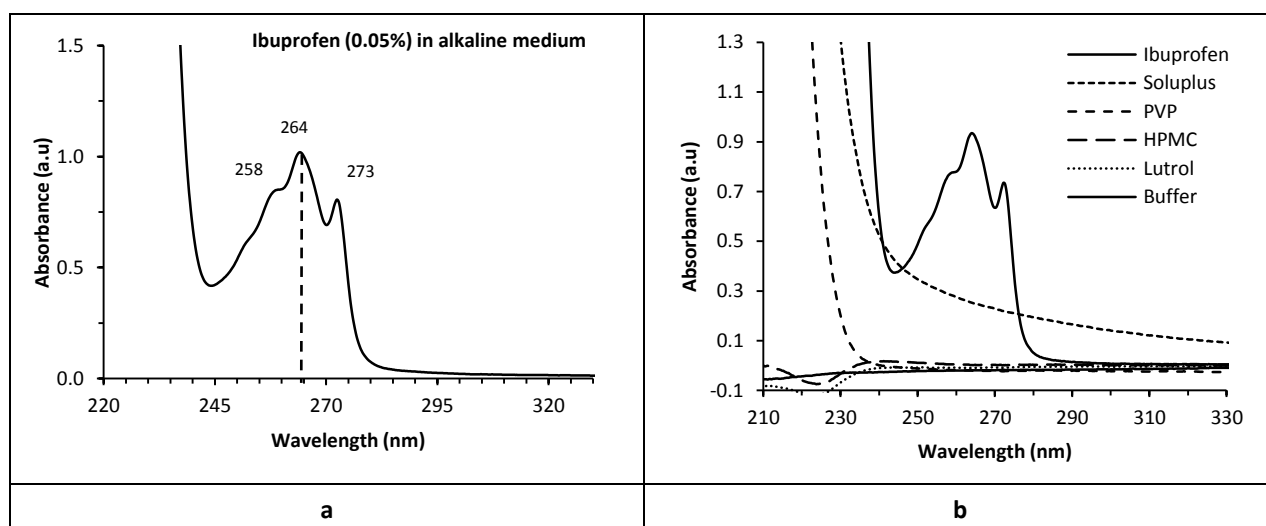 Ibuprofen (0.05%) in alkaline medium
1.5
1.0
0.5
0.0
Absorbance (a.u)
258
264
273
220
245
270
295
320
Wavelength (nm)
a
1.3
1.1
0.9
0.7
0.5
0.3
0.1
-0.1
Absorbance (a.u)
Ibuprofen
Soluplus
PVP
HPMC
Lutrol
Buffer
210
230
250
270
290
310
330
Wavelength (nm)
b